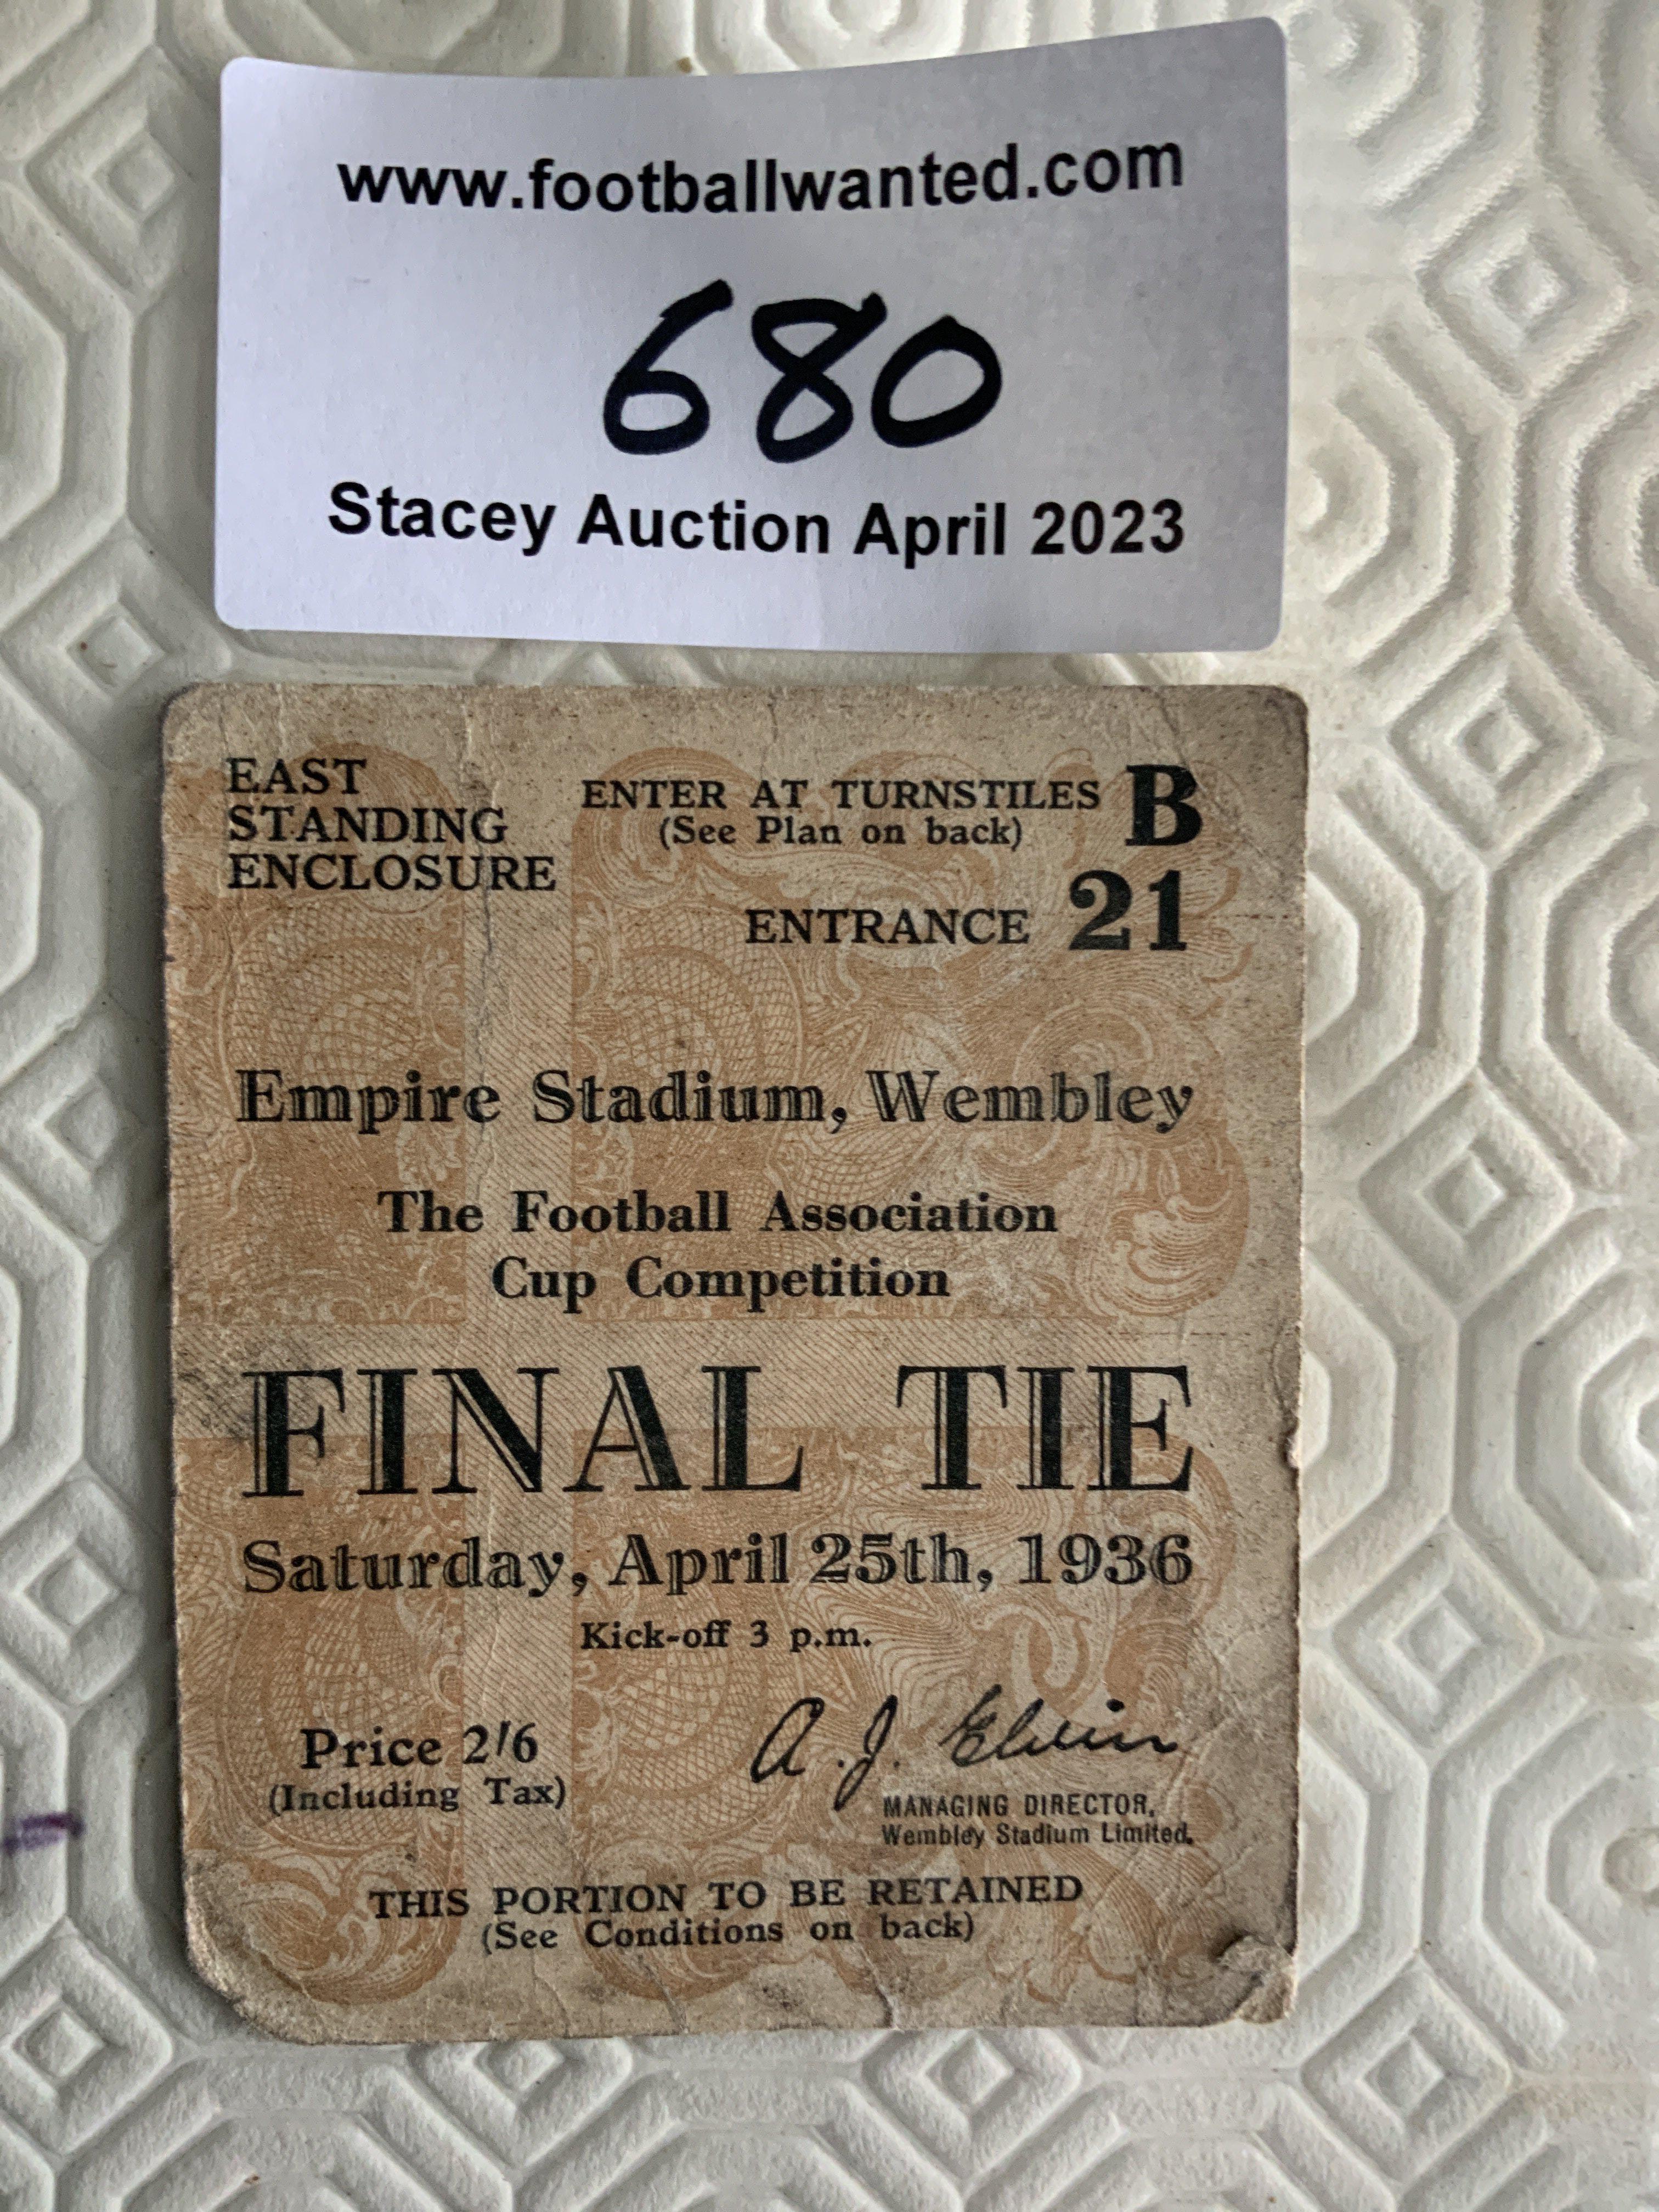 www.footballwanted.com
680
Stacey Auction April 2023
EAST
STANDING
ENCLOSURE
ENTER AT TURNSTILES B
(See Plan on back)
ENTRANCE 21
Empire Stadium, Wembley
The Football Association
Cup Competition
FINAL TIE
Saturday, April 25th, 1936
Kick-off 3 p.m.
Price 2/6
(Including Tax)
A. J. Elvin
MANAGING DIRECTOR,
Wembley Stadium Limited.
THIS PORTION TO BE RETAINED
(See Conditions on back)